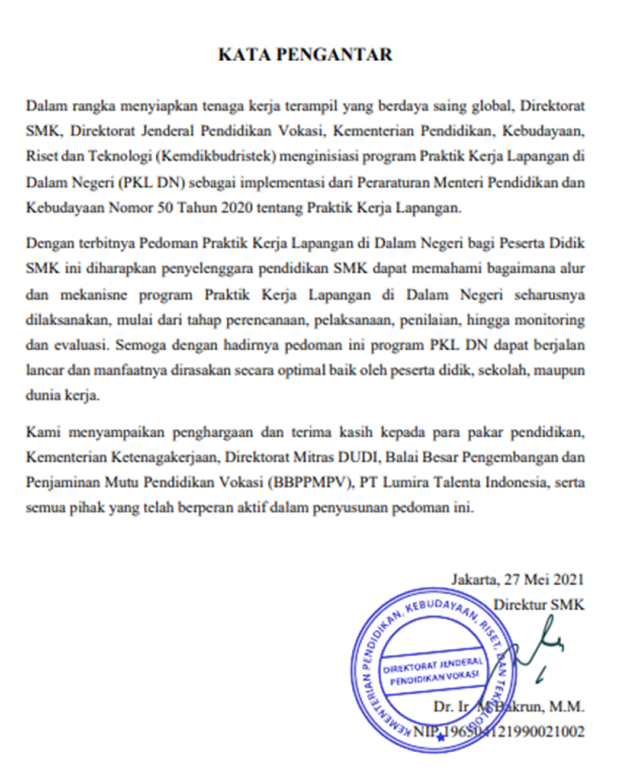 KATA PENGANTAR
Dalam rangka menyiapkan tenaga kerja terampil yang berdaya saing global, Direktorat
SMK, Direktorat Jenderal Pendidikan Vokasi, Kementerian Pendidikan, Kebudayaan,
Riset dan Teknologi (Kemdikbudristek) menginisiasi program Praktik Kerja Lapangan di
Dalam Negeri (PKL DN) sebagai implementasi dari Peraraturan Menteri Pendidikan dan
Kebudayaan Nomor 50 Tahun 2020 tentang Praktik Kerja Lapangan.
Dengan terbitnya Pedoman Praktik Kerja Lapangan di Dalam Negeri bagi Peserta Didik
SMK ini diharapkan penyelenggara pendidikan SMK dapat memahami bagaimana alur
dan mekanisne program Praktik Kerja Lapangan di Dalam Negeri seharusnya
dilaksanakan, mulai dari tahap perencanaan, pelaksanaan, penilaian, hingga monitoring
dan evaluasi. Semoga dengan hadirnya pedoman ini program PKL DN dapat berjalan
lancar dan manfaatnya dirasakan secara optimal baik oleh peserta didik, sekolah, maupun
dunia kerja.
Kami menyampaikan penghargaan dan terima kasih kepada para pakar pendidikan,
Kementerian Ketenagakerjaan, Direktorat Mitras DUDI, Balai Besar Pengembangan dan
Penjaminan Mutu Pendidikan Vokasi (BBPPMPV), PT Lumira Talenta Indonesia, serta
semua pihak yang telah berperan aktif dalam penyusunan pedoman ini.
Jakarta, 27 Mei 2021
Direktur SMK
KEMENTERIAN PENDIDIKAN, KEBUDAYAAN, RISET, DAN TEKNOLOGI
DIREKTORAT JENDERAL
PENDIDIKAN VOKASI
Dr. Ir. M Bakrun, M.M.
NIP 196504121990021002